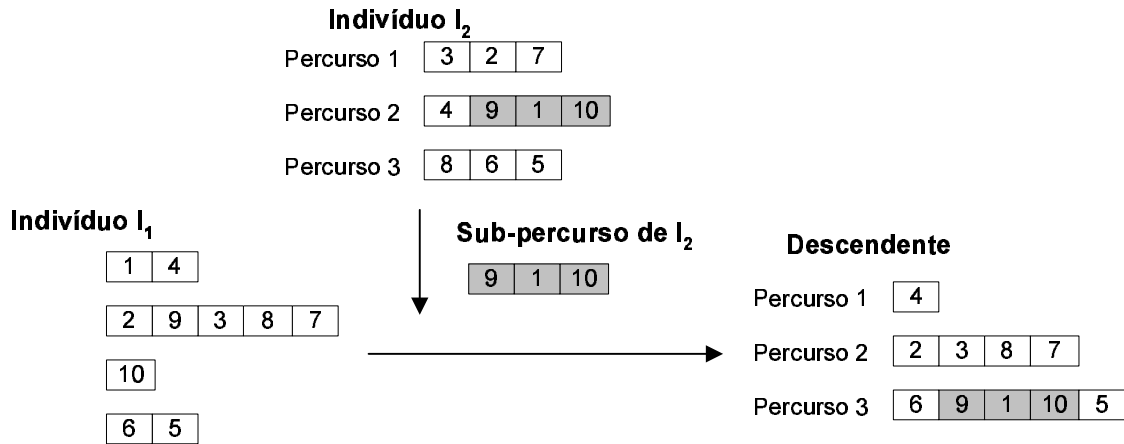 Indivíduo I2
Percurso 1 3 2 7
Percurso 2 4 9 1 10
Percurso 3 8 6 5
Indivíduo I1
1 4
2 9 3 8 7
10
6 5
Sub-percurso de I2
9 1 10
Descendente
Percurso 1 4
Percurso 2 2 3 8 7
Percurso 3 6 9 1 10 5